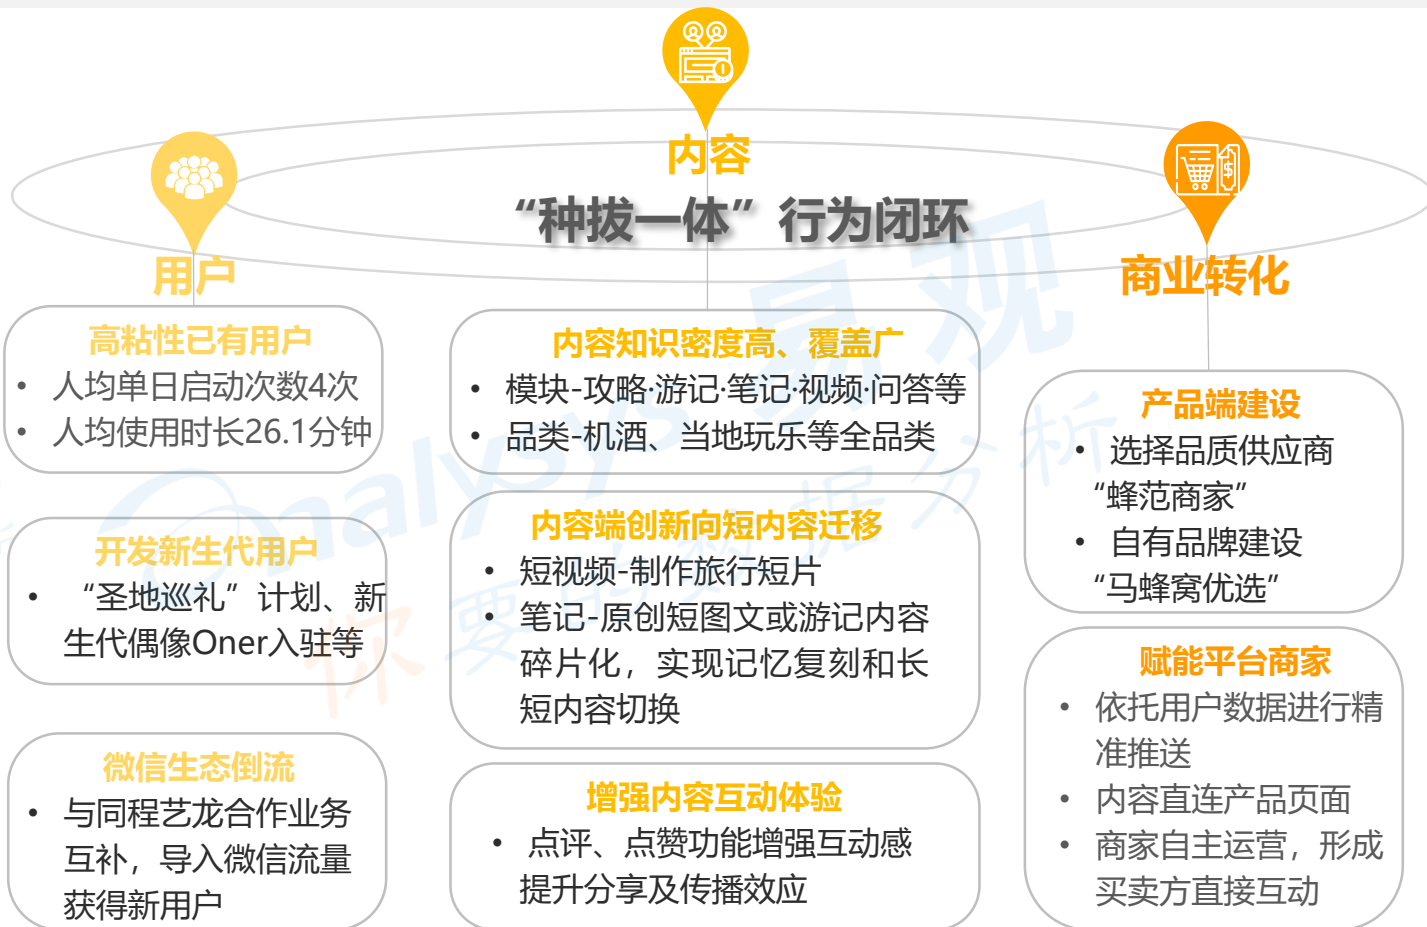 内容
“种拔一体”行为闭环
用户
高粘性已有用户
• 人均单日启动次数4次
• 人均使用时长26.1分钟
开发新生代用户
• “圣地巡礼”计划、新
生代偶像Oner入驻等
微信生态倒流
• 与同程艺龙合作业务
互补，导入微信流量
获得新用户
内容知识密度高、覆盖广
• 模块-攻略·游记·笔记·视频·问答等
• 品类-机酒、当地玩乐等全品类
内容端创新向短内容迁移
• 短视频-制作旅行短片
• 笔记-原创短图文或游记内容
碎片化，实现记忆复刻和长
短内容切换
增强内容互动体验
• 点评、点赞功能增强互动感
提升分享及传播效应
商业转化
产品端建设
• 选择品质供应商
“蜂范商家”
• 自有品牌建设
“马蜂窝优选”
赋能平台商家
• 依托用户数据进行精
准推送
• 内容直连产品页面
• 商家自主运营，形成
买卖方直接互动
analysys 易观
你要的数据分析